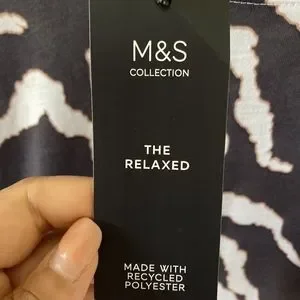 M&S
COLLECTION
THE
RELAXED
MADE WITH
RECYCLED
POLYESTER